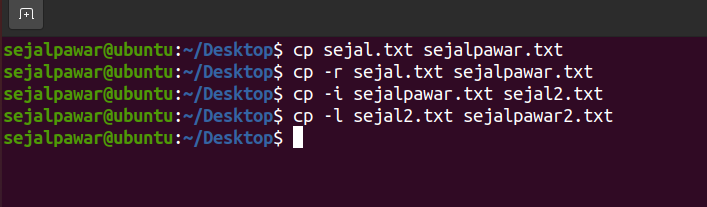 sejalpawar@ubuntu:~/Desktop$ cp sejal.txt sejalpawar.txt
sejalpawar@ubuntu:~/Desktop$ cp -r sejal.txt sejalpawar.txt
sejalpawar@ubuntu:~/Desktop$ cp -i sejalpawar.txt sejal2.txt
sejalpawar@ubuntu:~/Desktop$ cp -l sejal2.txt sejalpawar2.txt
sejalpawar@ubuntu:~/Desktop$